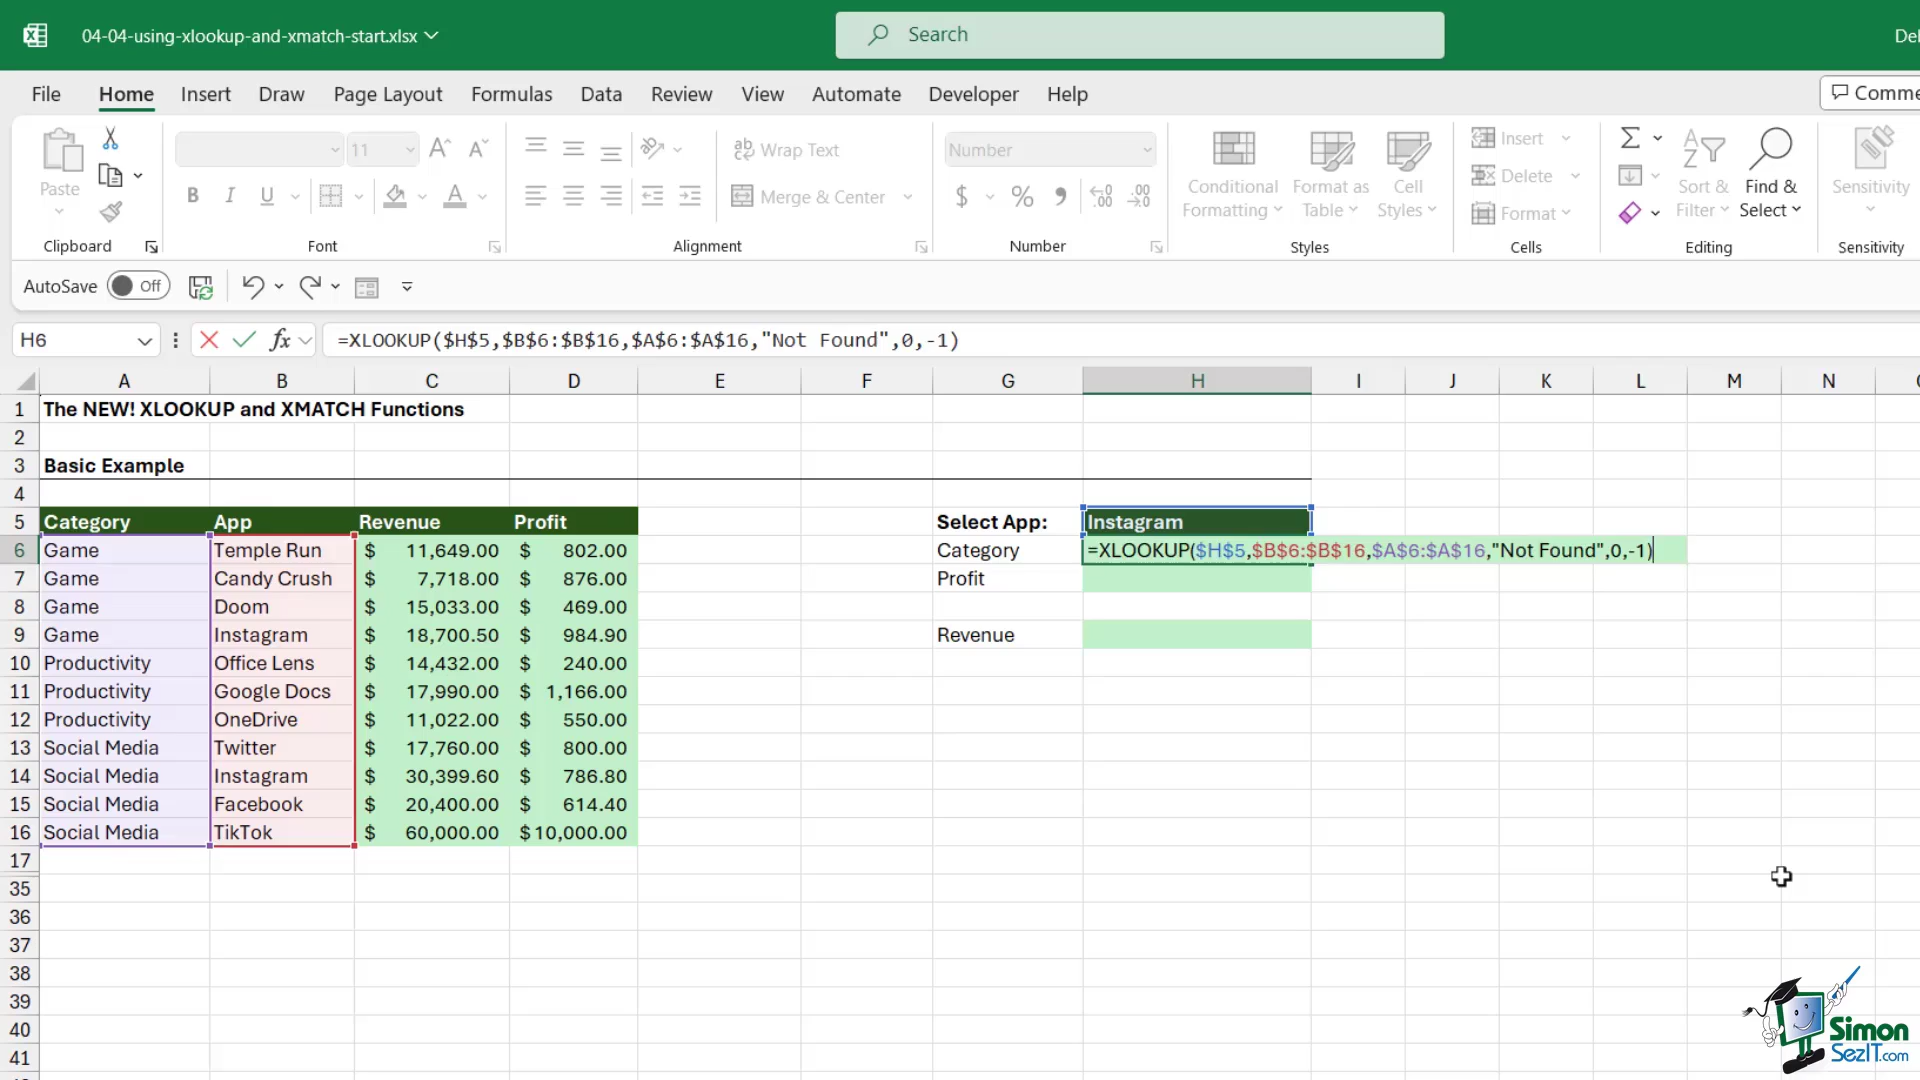 04-04-using-xlookup-and-xmatch-start.xlsx
Search
Del
File Home Insert Draw Page Layout Formulas Data Review View Automate Developer Help
Comme
Paste
11
B I U
A
ab Wrap Text
Merge & Center
Number
$ % 9
Conditional Formatting
Format as Table
Cell Styles
Insert
Delete
Format
Sort & Filter
Find & Select
Sensitivity
Clipboard Font Alignment Number Styles Cells Editing Sensitivity
AutoSave Off
H6 fx =XLOOKUP($H$5,$B$6:$B$16,$A$6:$A$16,"Not Found",0,-1)
A B C D E F G H I J K L M N
1 The NEW! XLOOKUP and XMATCH Functions
2
3 Basic Example
4
5 Category App Revenue Profit Select App: Instagram
6 Game Temple Run $ 11,649.00 $ 802.00 Category =XLOOKUP($H$5,$B$6:$B$16,$A$6:$A$16,"Not Found",0,-1)
7 Game Candy Crush $ 7,718.00 $ 876.00 Profit
8 Game Doom $ 15,033.00 $ 469.00
9 Game Instagram $ 18,700.50 $ 984.90 Revenue
10 Productivity Office Lens $ 14,432.00 $ 240.00
11 Productivity Google Docs $ 17,990.00 $ 1,166.00
12 Productivity OneDrive $ 11,022.00 $ 550.00
13 Social Media Twitter $ 17,760.00 $ 800.00
14 Social Media Instagram $ 30,399.60 $ 786.80
15 Social Media Facebook $ 20,400.00 $ 614.40
16 Social Media TikTok $ 60,000.00 $ 10,000.00
17
35
36
37
38
39
40
41
Simon
SezIT.com